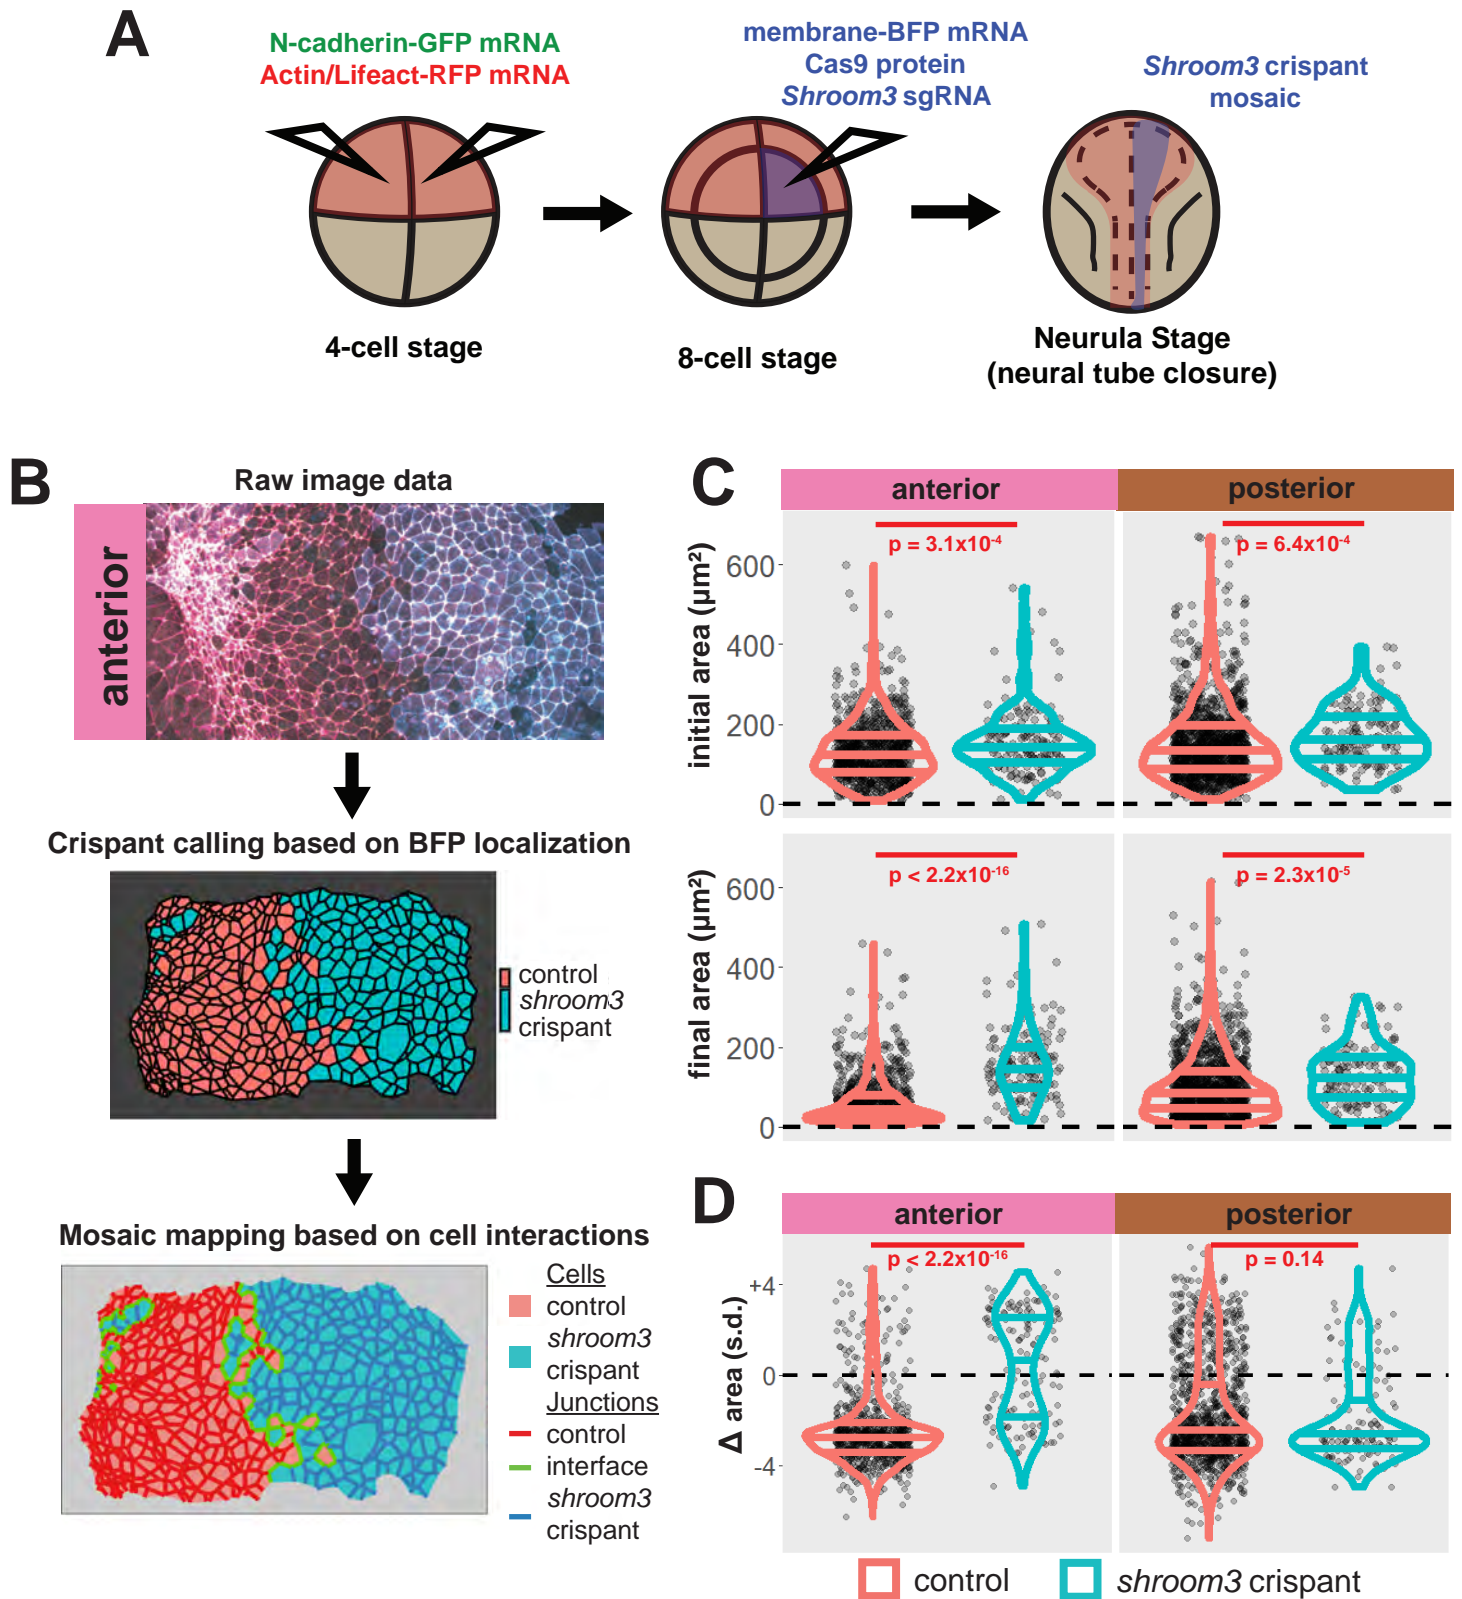 A
N-cadherin-GFP mRNA
Actin/Lifeact-RFP mRNA
membrane-BFP mRNA
Cas9 protein
Shroom3 sgRNA
Shroom3 crispant
mosaic
4-cell stage
8-cell stage
Neurula Stage
(neural tube closure)
B
Raw image data
anterior
Crispant calling based on BFP localization
control
shroom3
crispant
Mosaic mapping based on cell interactions
Cells
control
shroom3
crispant
Junctions
control
interface
shroom3
crispant
C
anterior
posterior
initial area (µm²)
600
400
200
0
p = 3.1x10⁻⁴
p = 6.4x10⁻⁴
final area (µm²)
600
400
200
0
p < 2.2x10⁻¹⁶
p = 2.3x10⁻⁵
D
anterior
posterior
Δ area (s.d.)
+4
0
-4
p < 2.2x10⁻¹⁶
p = 0.14
control
shroom3 crispant